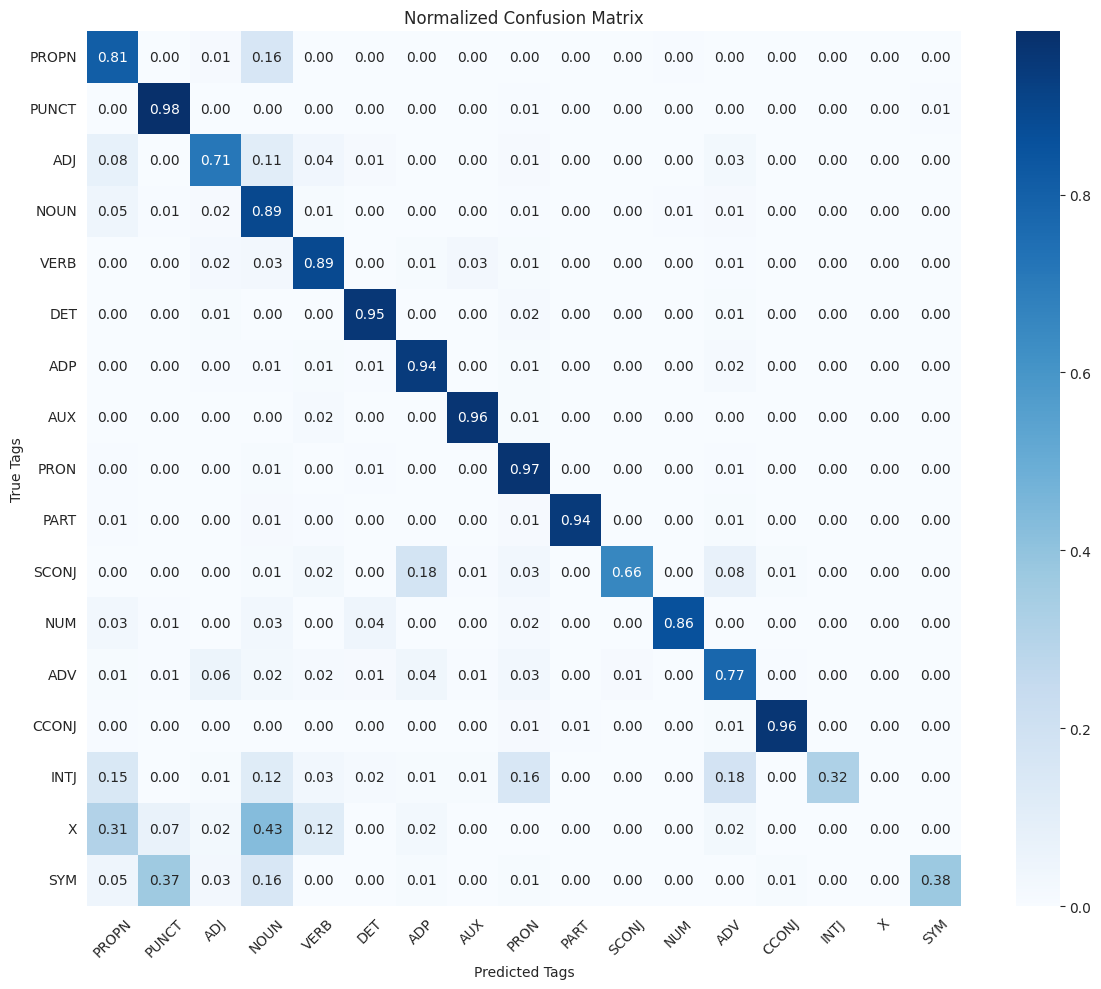 Normalized Confusion Matrix
PROPN 0.81 0.00 0.01 0.16 0.00 0.00 0.00 0.00 0.00 0.00 0.00 0.00 0.00 0.00 0.00 0.00 0.00
PUNCT 0.00 0.98 0.00 0.00 0.00 0.00 0.00 0.00 0.01 0.00 0.00 0.00 0.00 0.00 0.00 0.00 0.01
ADJ 0.08 0.00 0.71 0.11 0.04 0.01 0.00 0.00 0.01 0.00 0.00 0.00 0.03 0.00 0.00 0.00 0.00
NOUN 0.05 0.01 0.02 0.89 0.01 0.00 0.00 0.00 0.01 0.00 0.00 0.01 0.01 0.00 0.00 0.00 0.00
0.8
VERB 0.00 0.00 0.02 0.03 0.89 0.00 0.01 0.03 0.01 0.00 0.00 0.00 0.01 0.00 0.00 0.00 0.00
DET 0.00 0.00 0.01 0.00 0.00 0.95 0.00 0.00 0.02 0.00 0.00 0.00 0.01 0.00 0.00 0.00 0.00
ADP 0.00 0.00 0.00 0.01 0.01 0.01 0.94 0.00 0.01 0.00 0.00 0.00 0.02 0.00 0.00 0.00 0.00
0.6
AUX 0.00 0.00 0.00 0.00 0.02 0.00 0.00 0.96 0.01 0.00 0.00 0.00 0.00 0.00 0.00 0.00 0.00
True Tags
PRON 0.00 0.00 0.00 0.01 0.00 0.01 0.00 0.00 0.97 0.00 0.00 0.00 0.01 0.00 0.00 0.00 0.00
PART 0.01 0.00 0.00 0.01 0.00 0.00 0.00 0.00 0.01 0.94 0.00 0.00 0.01 0.00 0.00 0.00 0.00
0.4
SCONJ 0.00 0.00 0.00 0.01 0.02 0.00 0.18 0.01 0.03 0.00 0.66 0.00 0.08 0.01 0.00 0.00 0.00
NUM 0.03 0.01 0.00 0.03 0.00 0.04 0.00 0.00 0.02 0.00 0.00 0.86 0.00 0.00 0.00 0.00 0.00
ADV 0.01 0.01 0.06 0.02 0.02 0.01 0.04 0.01 0.03 0.00 0.01 0.00 0.77 0.00 0.00 0.00 0.00
0.2
CCONJ 0.00 0.00 0.00 0.00 0.00 0.00 0.00 0.00 0.01 0.01 0.00 0.00 0.01 0.96 0.00 0.00 0.00
INTJ 0.15 0.00 0.01 0.12 0.03 0.02 0.01 0.01 0.16 0.00 0.00 0.00 0.18 0.00 0.32 0.00 0.00
X 0.31 0.07 0.02 0.43 0.12 0.00 0.02 0.00 0.00 0.00 0.00 0.00 0.02 0.00 0.00 0.00 0.00
SYM 0.05 0.37 0.03 0.16 0.00 0.00 0.01 0.00 0.01 0.00 0.00 0.00 0.00 0.01 0.00 0.00 0.38
0.0
PROPN PUNCT ADJ NOUN VERB DET ADP AUX PRON PART SCONJ NUM ADV CCONJ INTJ X SYM
Predicted Tags